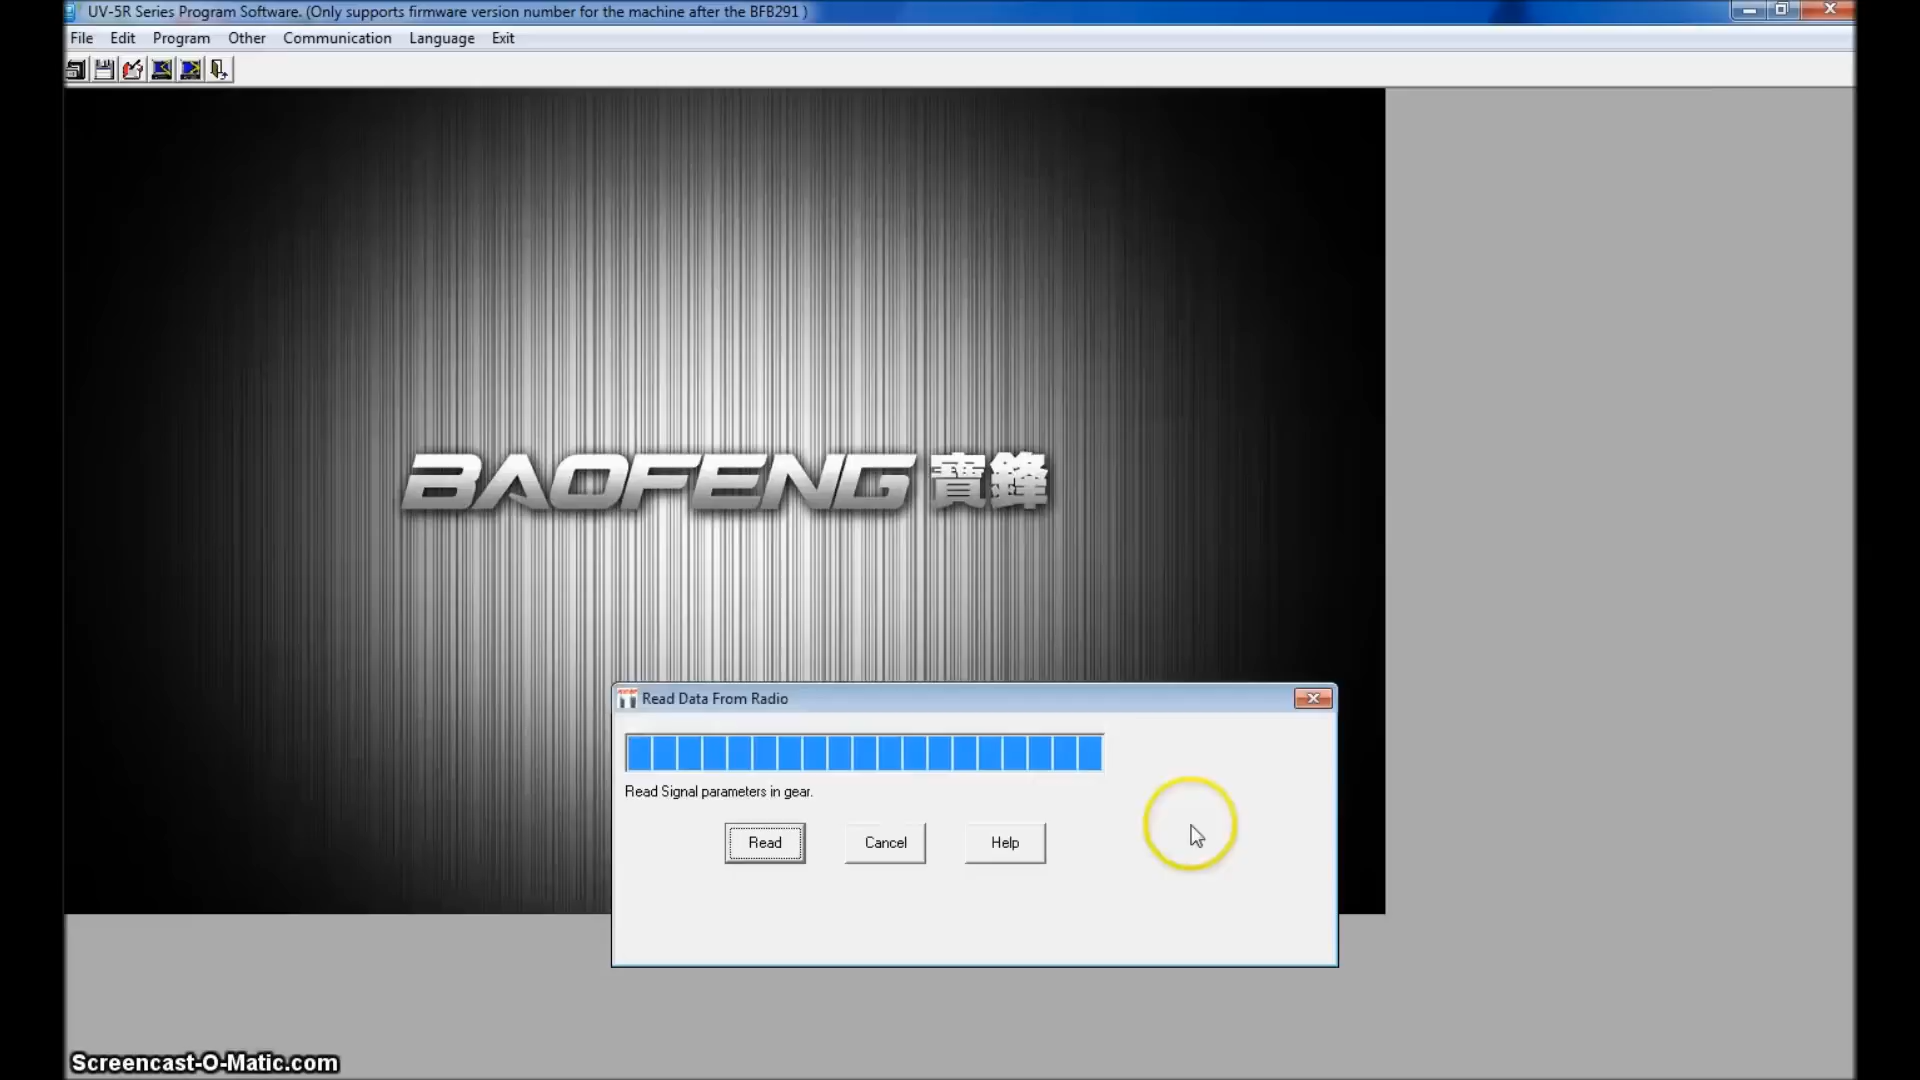 UV-5R Series Program Software. (Only supports firmware version number for the machine after the BFB291 )
File Edit Program Other Communication Language Exit
BAOFENG 寶鋒
Read Data From Radio
Read Signal parameters in gear.
Read Cancel Help
Screencast-O-Matic.com